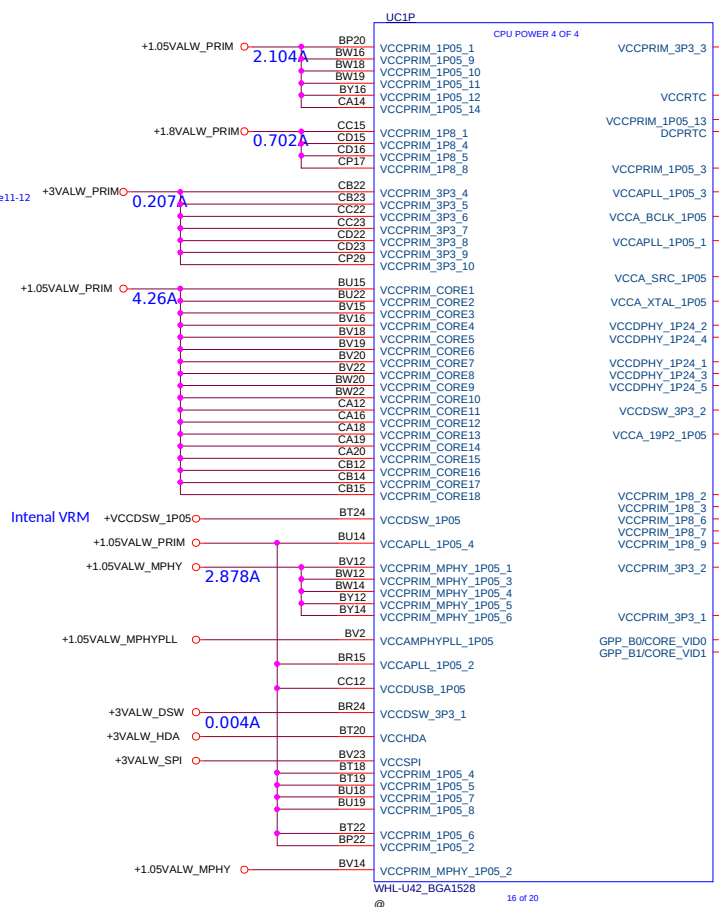 UC1P
CPU POWER 4 OF 4
+1.05VALW_PRIM
2.104A
BP20 VCCPRIM_1P05_1
BW16 VCCPRIM_1P05_9
BW18 VCCPRIM_1P05_10
BW19 VCCPRIM_1P05_11
BY16 VCCPRIM_1P05_12
CA14 VCCPRIM_1P05_14
+1.8VALW_PRIM
0.702A
CC15 VCCPRIM_1P8_1
CD15 VCCPRIM_1P8_4
CD16 VCCPRIM_1P8_5
CP17 VCCPRIM_1P8_8
e11-12
+3VALW_PRIM
0.207A
CB22 VCCPRIM_3P3_4
CB23 VCCPRIM_3P3_5
CC22 VCCPRIM_3P3_6
CC23 VCCPRIM_3P3_7
CD22 VCCPRIM_3P3_8
CD23 VCCPRIM_3P3_9
CP29 VCCPRIM_3P3_10
+1.05VALW_PRIM
4.26A
BU15 VCCPRIM_CORE1
BU22 VCCPRIM_CORE2
BV15 VCCPRIM_CORE3
BV16 VCCPRIM_CORE4
BV18 VCCPRIM_CORE5
BV19 VCCPRIM_CORE6
BV20 VCCPRIM_CORE7
BV22 VCCPRIM_CORE8
BW20 VCCPRIM_CORE9
BW22 VCCPRIM_CORE10
CA12 VCCPRIM_CORE11
CA16 VCCPRIM_CORE12
CA18 VCCPRIM_CORE13
CA19 VCCPRIM_CORE14
CA20 VCCPRIM_CORE15
CB12 VCCPRIM_CORE16
CB14 VCCPRIM_CORE17
CB15 VCCPRIM_CORE18
Intenal VRM
+VCCDSW_1P05 BT24 VCCDSW_1P05
+1.05VALW_PRIM BU14 VCCAPLL_1P05_4
+1.05VALW_MPHY
2.878A
BV12 VCCPRIM_MPHY_1P05_1
BW12 VCCPRIM_MPHY_1P05_3
BW14 VCCPRIM_MPHY_1P05_4
BY12 VCCPRIM_MPHY_1P05_5
BY14 VCCPRIM_MPHY_1P05_6
+1.05VALW_MPHYPLL BV2 VCCAMPHYPLL_1P05
BR15 VCCAPLL_1P05_2
CC12 VCCDUSB_1P05
+3VALW_DSW BR24 VCCDSW_3P3_1
0.004A
+3VALW_HDA BT20 VCCHDA
+3VALW_SPI BV23 VCCSPI
BT18 VCCPRIM_1P05_4
BT19 VCCPRIM_1P05_5
BU18 VCCPRIM_1P05_7
BU19 VCCPRIM_1P05_8
BT22 VCCPRIM_1P05_6
BP22 VCCPRIM_1P05_2
+1.05VALW_MPHY BV14 VCCPRIM_MPHY_1P05_2
VCCPRIM_3P3_3
VCCRTC
VCCPRIM_1P05_13
DCPRTC
VCCPRIM_1P05_3
VCCAPLL_1P05_3
VCCA_BCLK_1P05
VCCAPLL_1P05_1
VCCA_SRC_1P05
VCCA_XTAL_1P05
VCCDPHY_1P24_2
VCCDPHY_1P24_4
VCCDPHY_1P24_1
VCCDPHY_1P24_3
VCCDPHY_1P24_5
VCCDSW_3P3_2
VCCA_19P2_1P05
VCCPRIM_1P8_2
VCCPRIM_1P8_3
VCCPRIM_1P8_6
VCCPRIM_1P8_7
VCCPRIM_1P8_9
VCCPRIM_3P3_2
VCCPRIM_3P3_1
GPP_B0/CORE_VID0
GPP_B1/CORE_VID1
WHL-U42_BGA1528
16 of 20
@